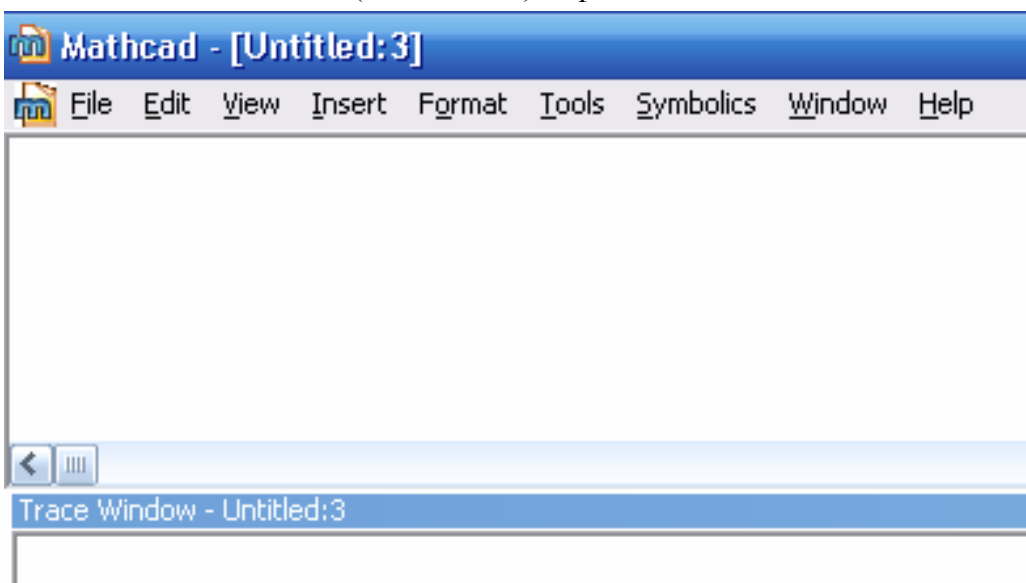 Mathcad - [Untitled:3]
File Edit View Insert Format Tools Symbolics Window Help
Trace Window - Untitled:3